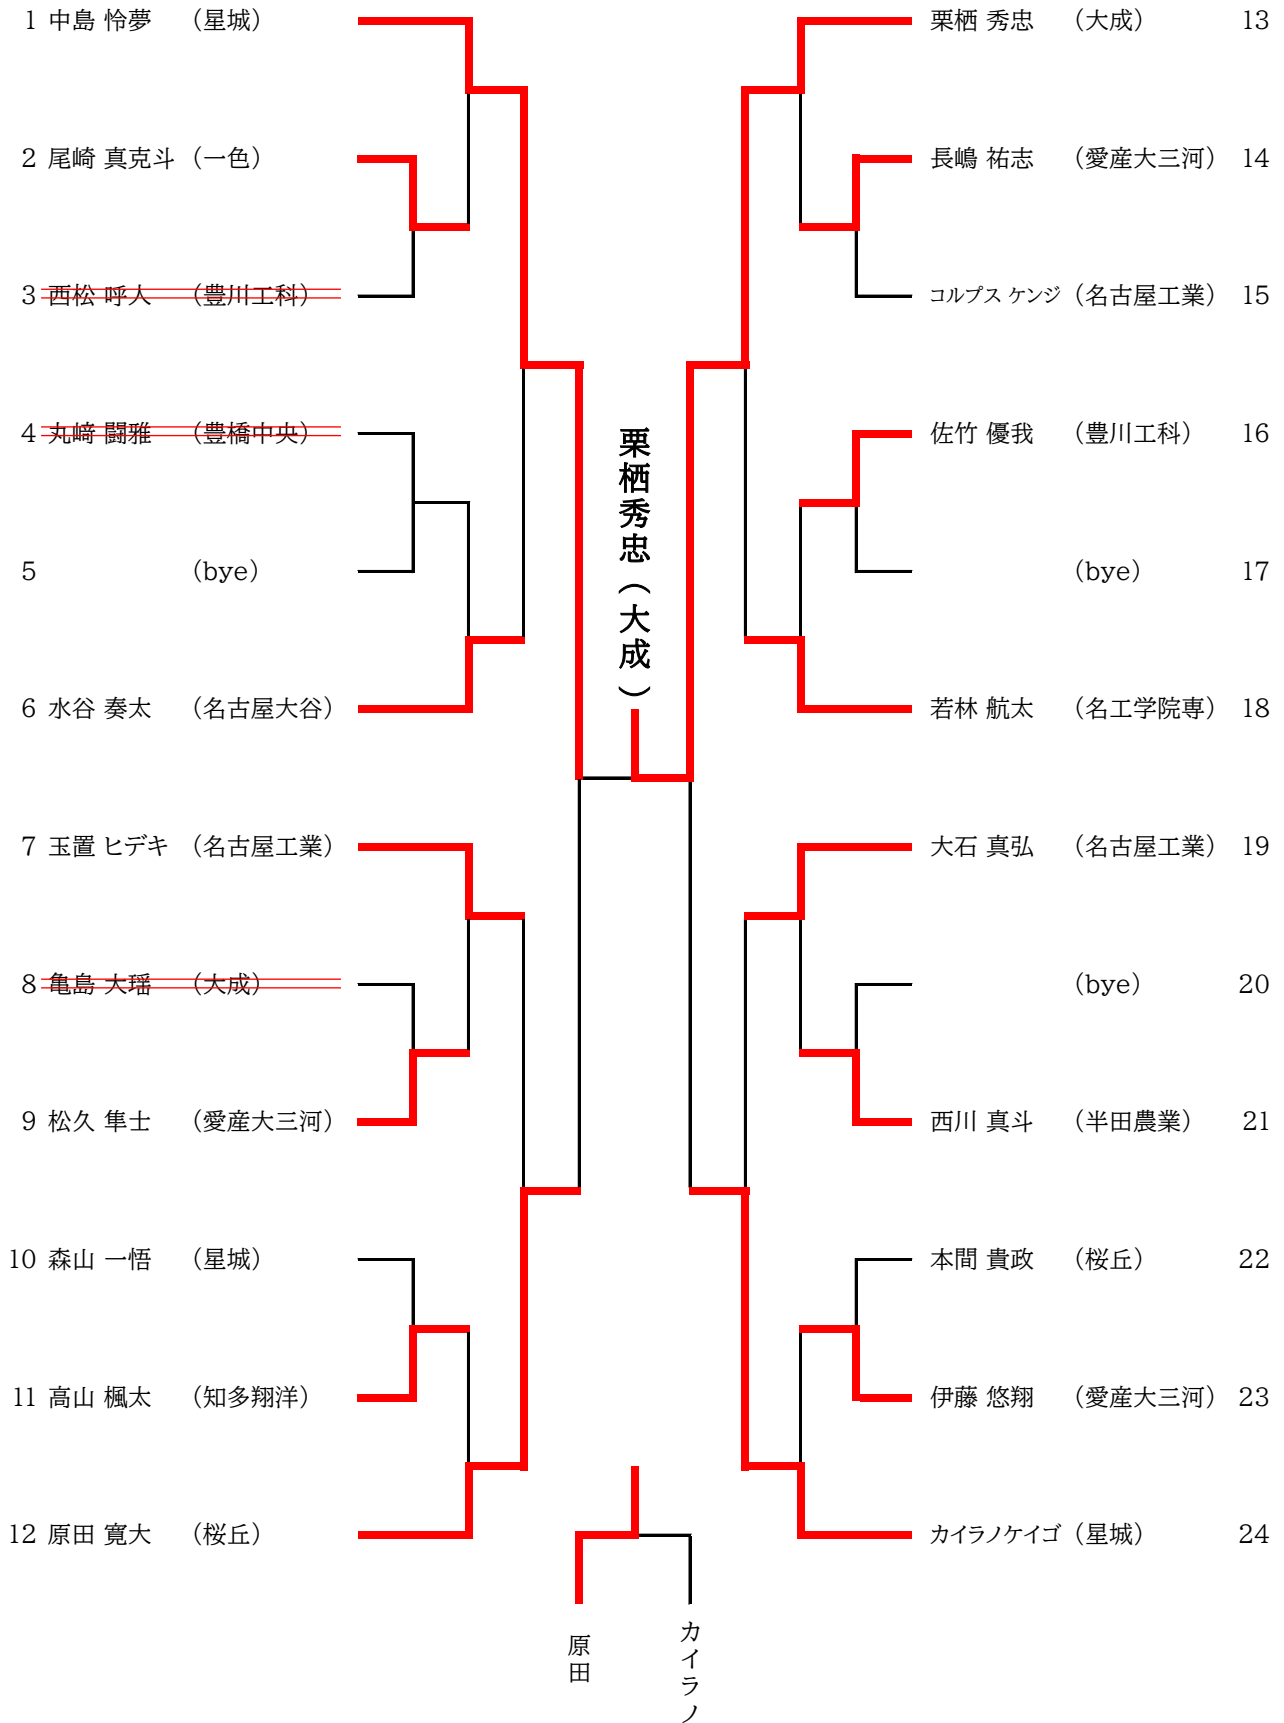 1 中島 怜夢 （星城）
2 尾崎 真克斗 （一色）
3 西松 呼人 （豊川工科）
4 丸﨑 闘雅 （豊橋中央）
5 （bye）
6 水谷 奏太 （名古屋大谷）
7 玉置 ヒデキ （名古屋工業）
8 亀島 大瑶 （大成）
9 松久 隼士 （愛産大三河）
10 森山 一悟 （星城）
11 高山 楓太 （知多翔洋）
12 原田 寛大 （桜丘）
栗栖秀忠（大成）
栗栖 秀忠 （大成） 13
長嶋 祐志 （愛産大三河） 14
コルプス ケンジ （名古屋工業） 15
佐竹 優我 （豊川工科） 16
（bye） 17
若林 航太 （名工学院専） 18
大石 真弘 （名古屋工業） 19
（bye） 20
西川 真斗 （半田農業） 21
本間 貴政 （桜丘） 22
伊藤 悠翔 （愛産大三河） 23
カイラノケイゴ （星城） 24
原田
カイラノ